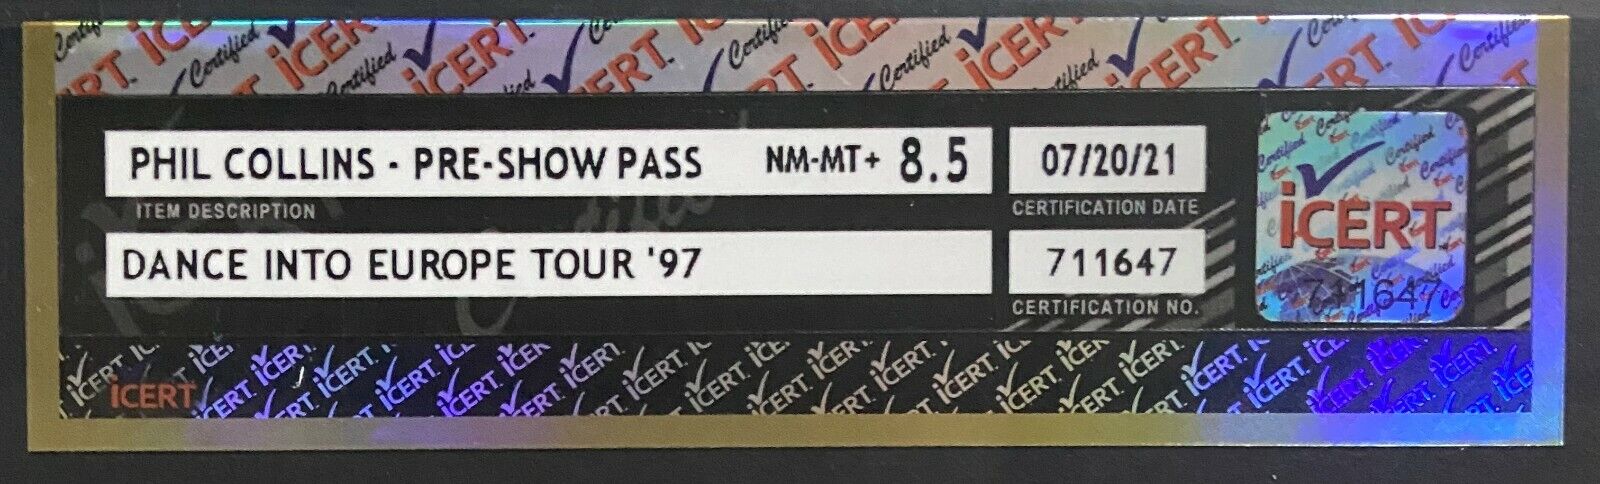 PHIL COLLINS - PRE-SHOW PASS NM-MT+ 8.5
07/20/21
ITEM DESCRIPTION
CERTIFICATION DATE
DANCE INTO EUROPE TOUR '97
711647
CERTIFICATION NO.
iCERT
711647
iCERT